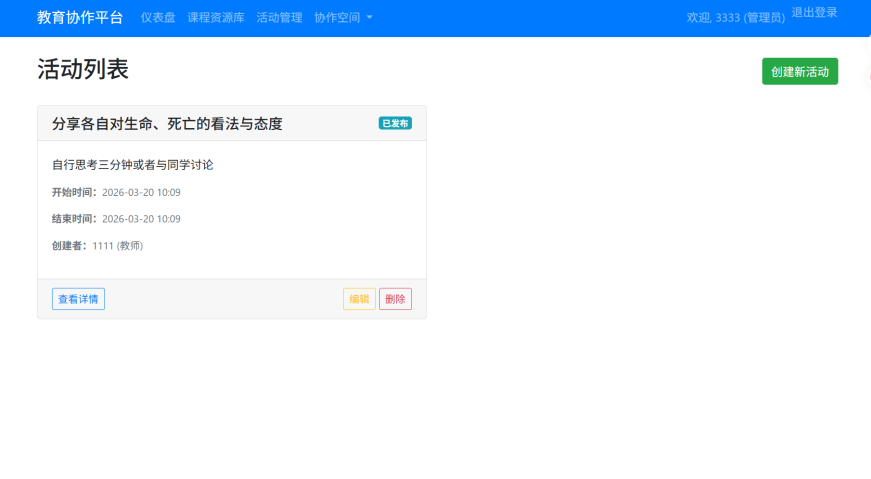 教育协作平台 仪表盘 课程资源库 活动管理 协作空间 欢迎, 3333 (管理员) 退出登录
活动列表 创建新活动
分享各自对生命、死亡的看法与态度 已发布
自行思考三分钟或者与同学讨论
开始时间：2026-03-20 10:09
结束时间：2026-03-20 10:09
创建者：1111 (教师)
查看详情 编辑 删除